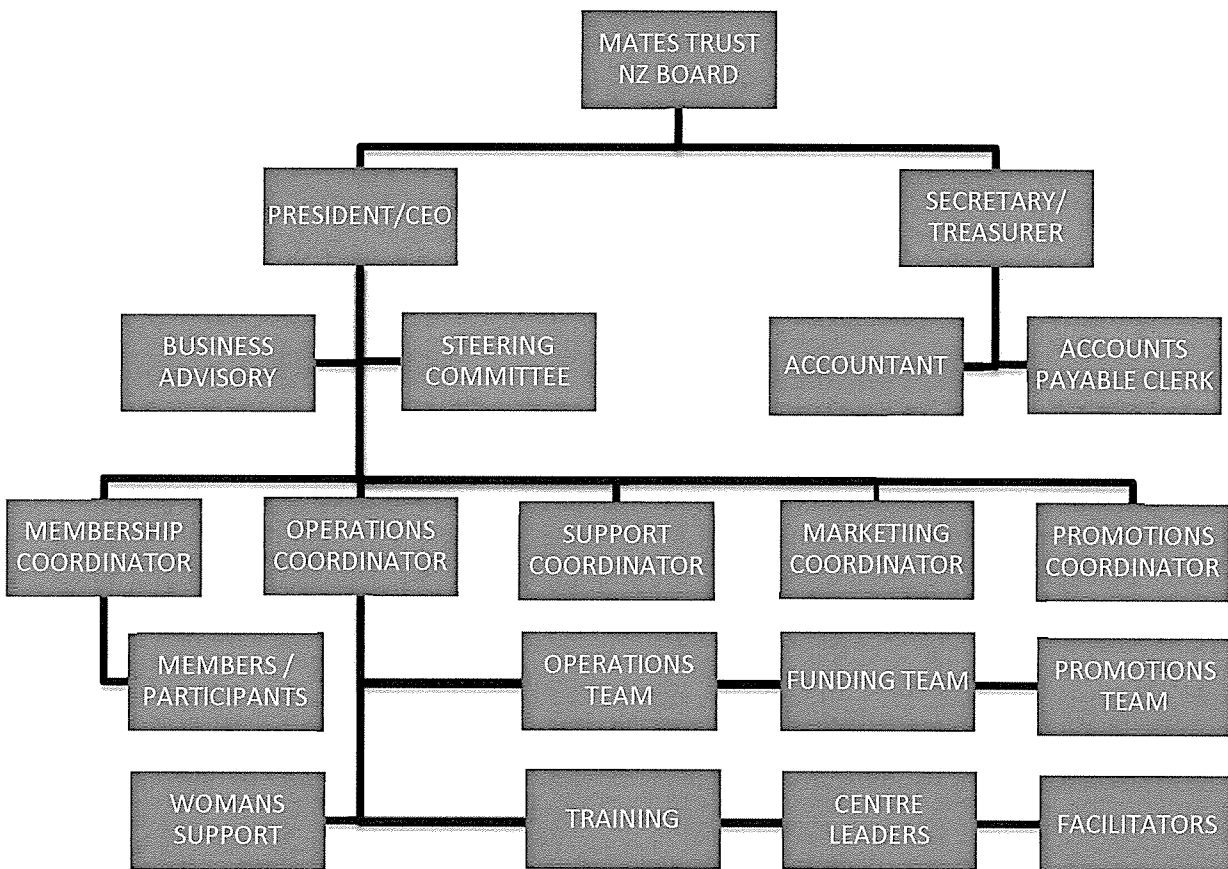 MATES TRUST
NZ BOARD
PRESIDENT/CEO
SECRETARY/
TREASURER
BUSINESS
ADVISORY
STEERING
COMMITTEE
ACCOUNTANT
ACCOUNTS
PAYABLE CLERK
MEMBERSHIP
COORDINATOR
OPERATIONS
COORDINATOR
SUPPORT
COORDINATOR
MARKETIING
COORDINATOR
PROMOTIONS
COORDINATOR
MEMBERS /
PARTICIPANTS
OPERATIONS
TEAM
FUNDING TEAM
PROMOTIONS
TEAM
WOMANS
SUPPORT
TRAINING
CENTRE
LEADERS
FACILITATORS